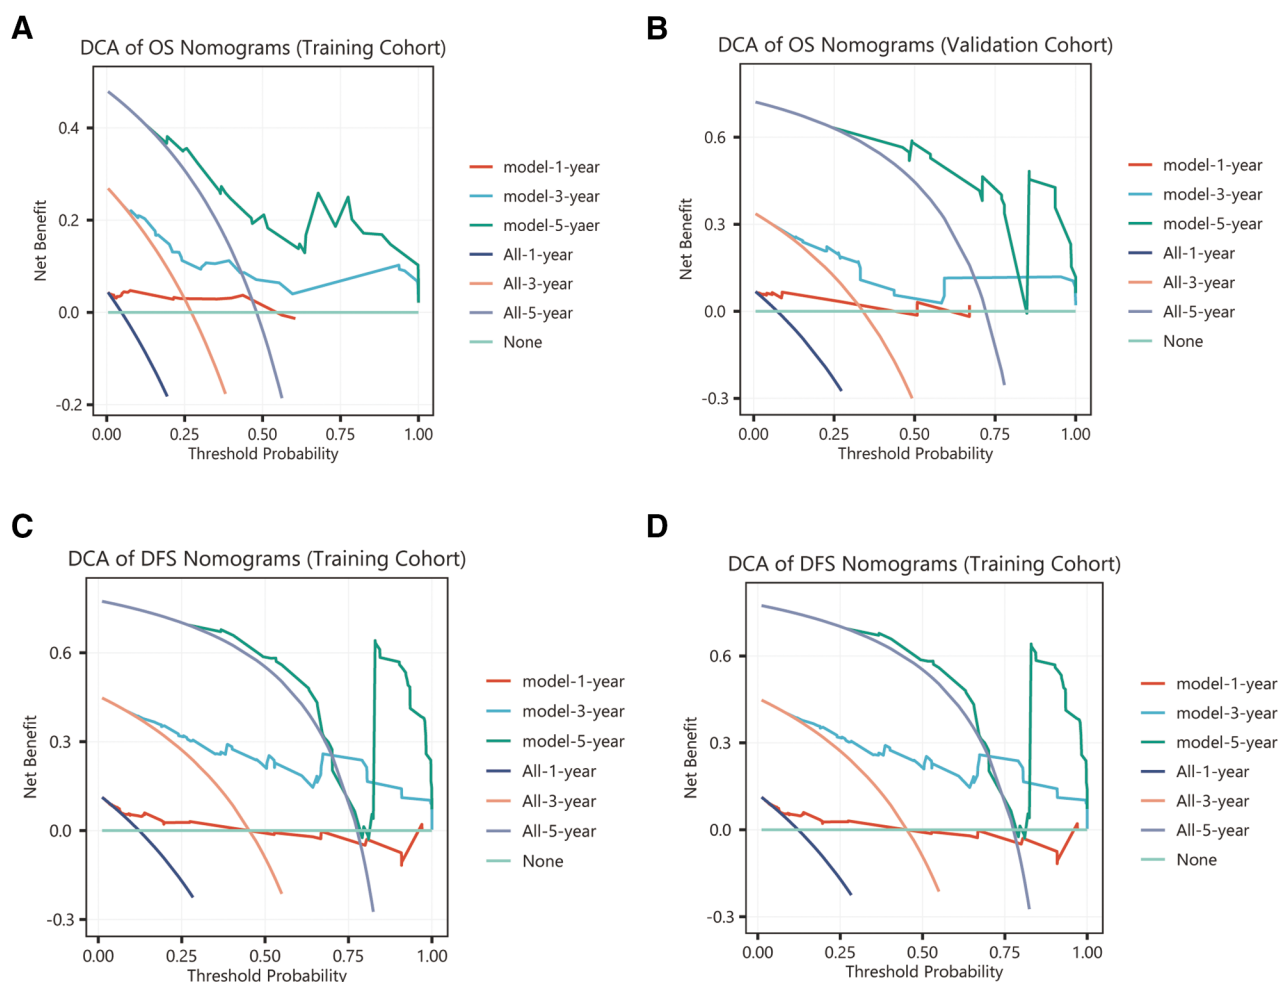 A
DCA of OS Nomograms (Training Cohort)
Net Benefit
0.4
0.2
0.0
-0.2
0.00 0.25 0.50 0.75 1.00
Threshold Probability
model-1-year
model-3-year
model-5-yaer
All-1-year
All-3-year
All-5-year
None
B
DCA of OS Nomograms (Validation Cohort)
Net Benefit
0.6
0.3
0.0
-0.3
0.00 0.25 0.50 0.75 1.00
Threshold Probability
model-1-year
model-3-year
model-5-year
All-1-year
All-3-year
All-5-year
None
C
DCA of DFS Nomograms (Training Cohort)
Net Benefit
0.6
0.3
0.0
-0.3
0.00 0.25 0.50 0.75 1.00
Threshold Probability
model-1-year
model-3-year
model-5-year
All-1-year
All-3-year
All-5-year
None
D
DCA of DFS Nomograms (Training Cohort)
Net Benefit
0.6
0.3
0.0
-0.3
0.00 0.25 0.50 0.75 1.00
Threshold Probability
model-1-year
model-3-year
model-5-year
All-1-year
All-3-year
All-5-year
None